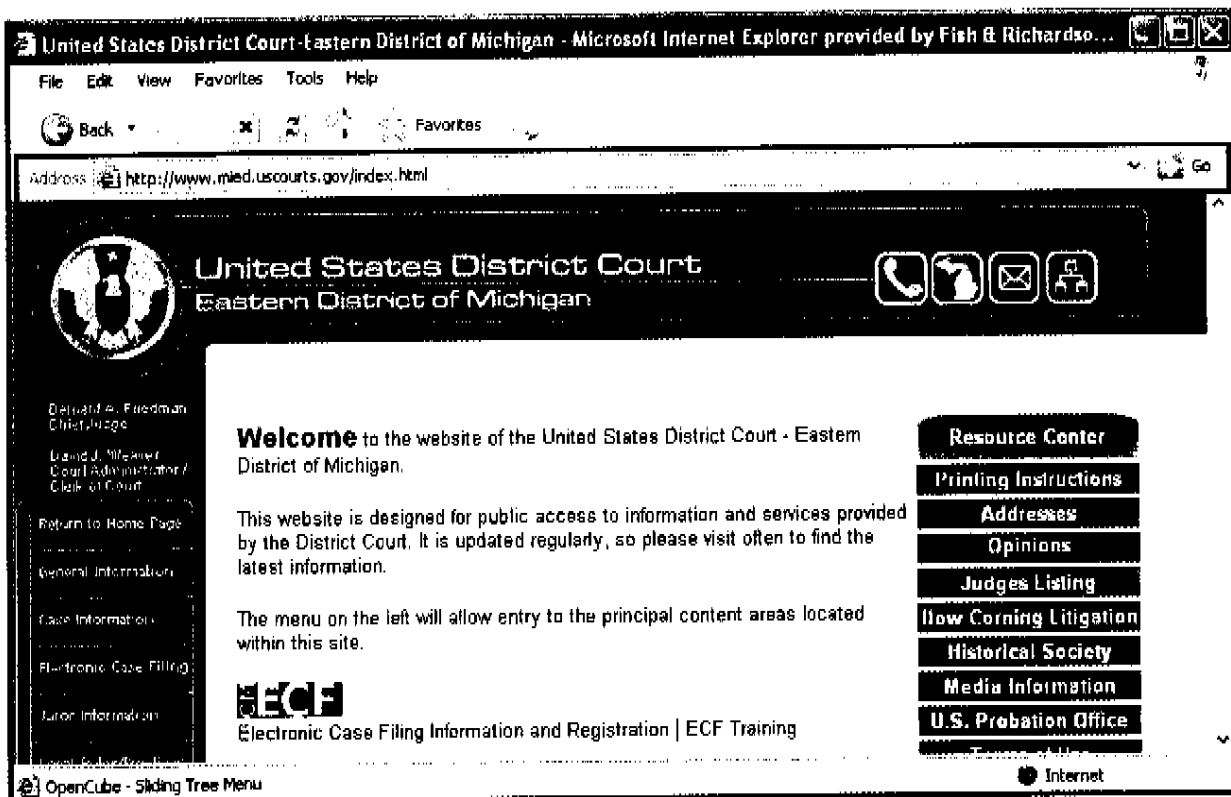 United States District Court-Eastern District of Michigan - Microsoft Internet Explorer provided by Fish & Richardso...
File Edit View Favorites Tools Help
Back Favorites
Address http://www.mied.uscourts.gov/index.html Go
United States District Court
Eastern District of Michigan
Bernard A. Friedman
Chief Judge
David J. Weaver
Court Administrator /
Clerk of Court
Return to Home Page
General Information
Case Information
Electronic Case Filing
Juror Information
Welcome to the website of the United States District Court - Eastern
District of Michigan.
This website is designed for public access to information and services provided
by the District Court. It is updated regularly, so please visit often to find the
latest information.
The menu on the left will allow entry to the principal content areas located
within this site.
ECF
Electronic Case Filing Information and Registration | ECF Training
Resource Center
Printing Instructions
Addresses
Opinions
Judges Listing
Dow Corning Litigation
Historical Society
Media Information
U.S. Probation Office
OpenCube - Sliding Tree Menu
Internet